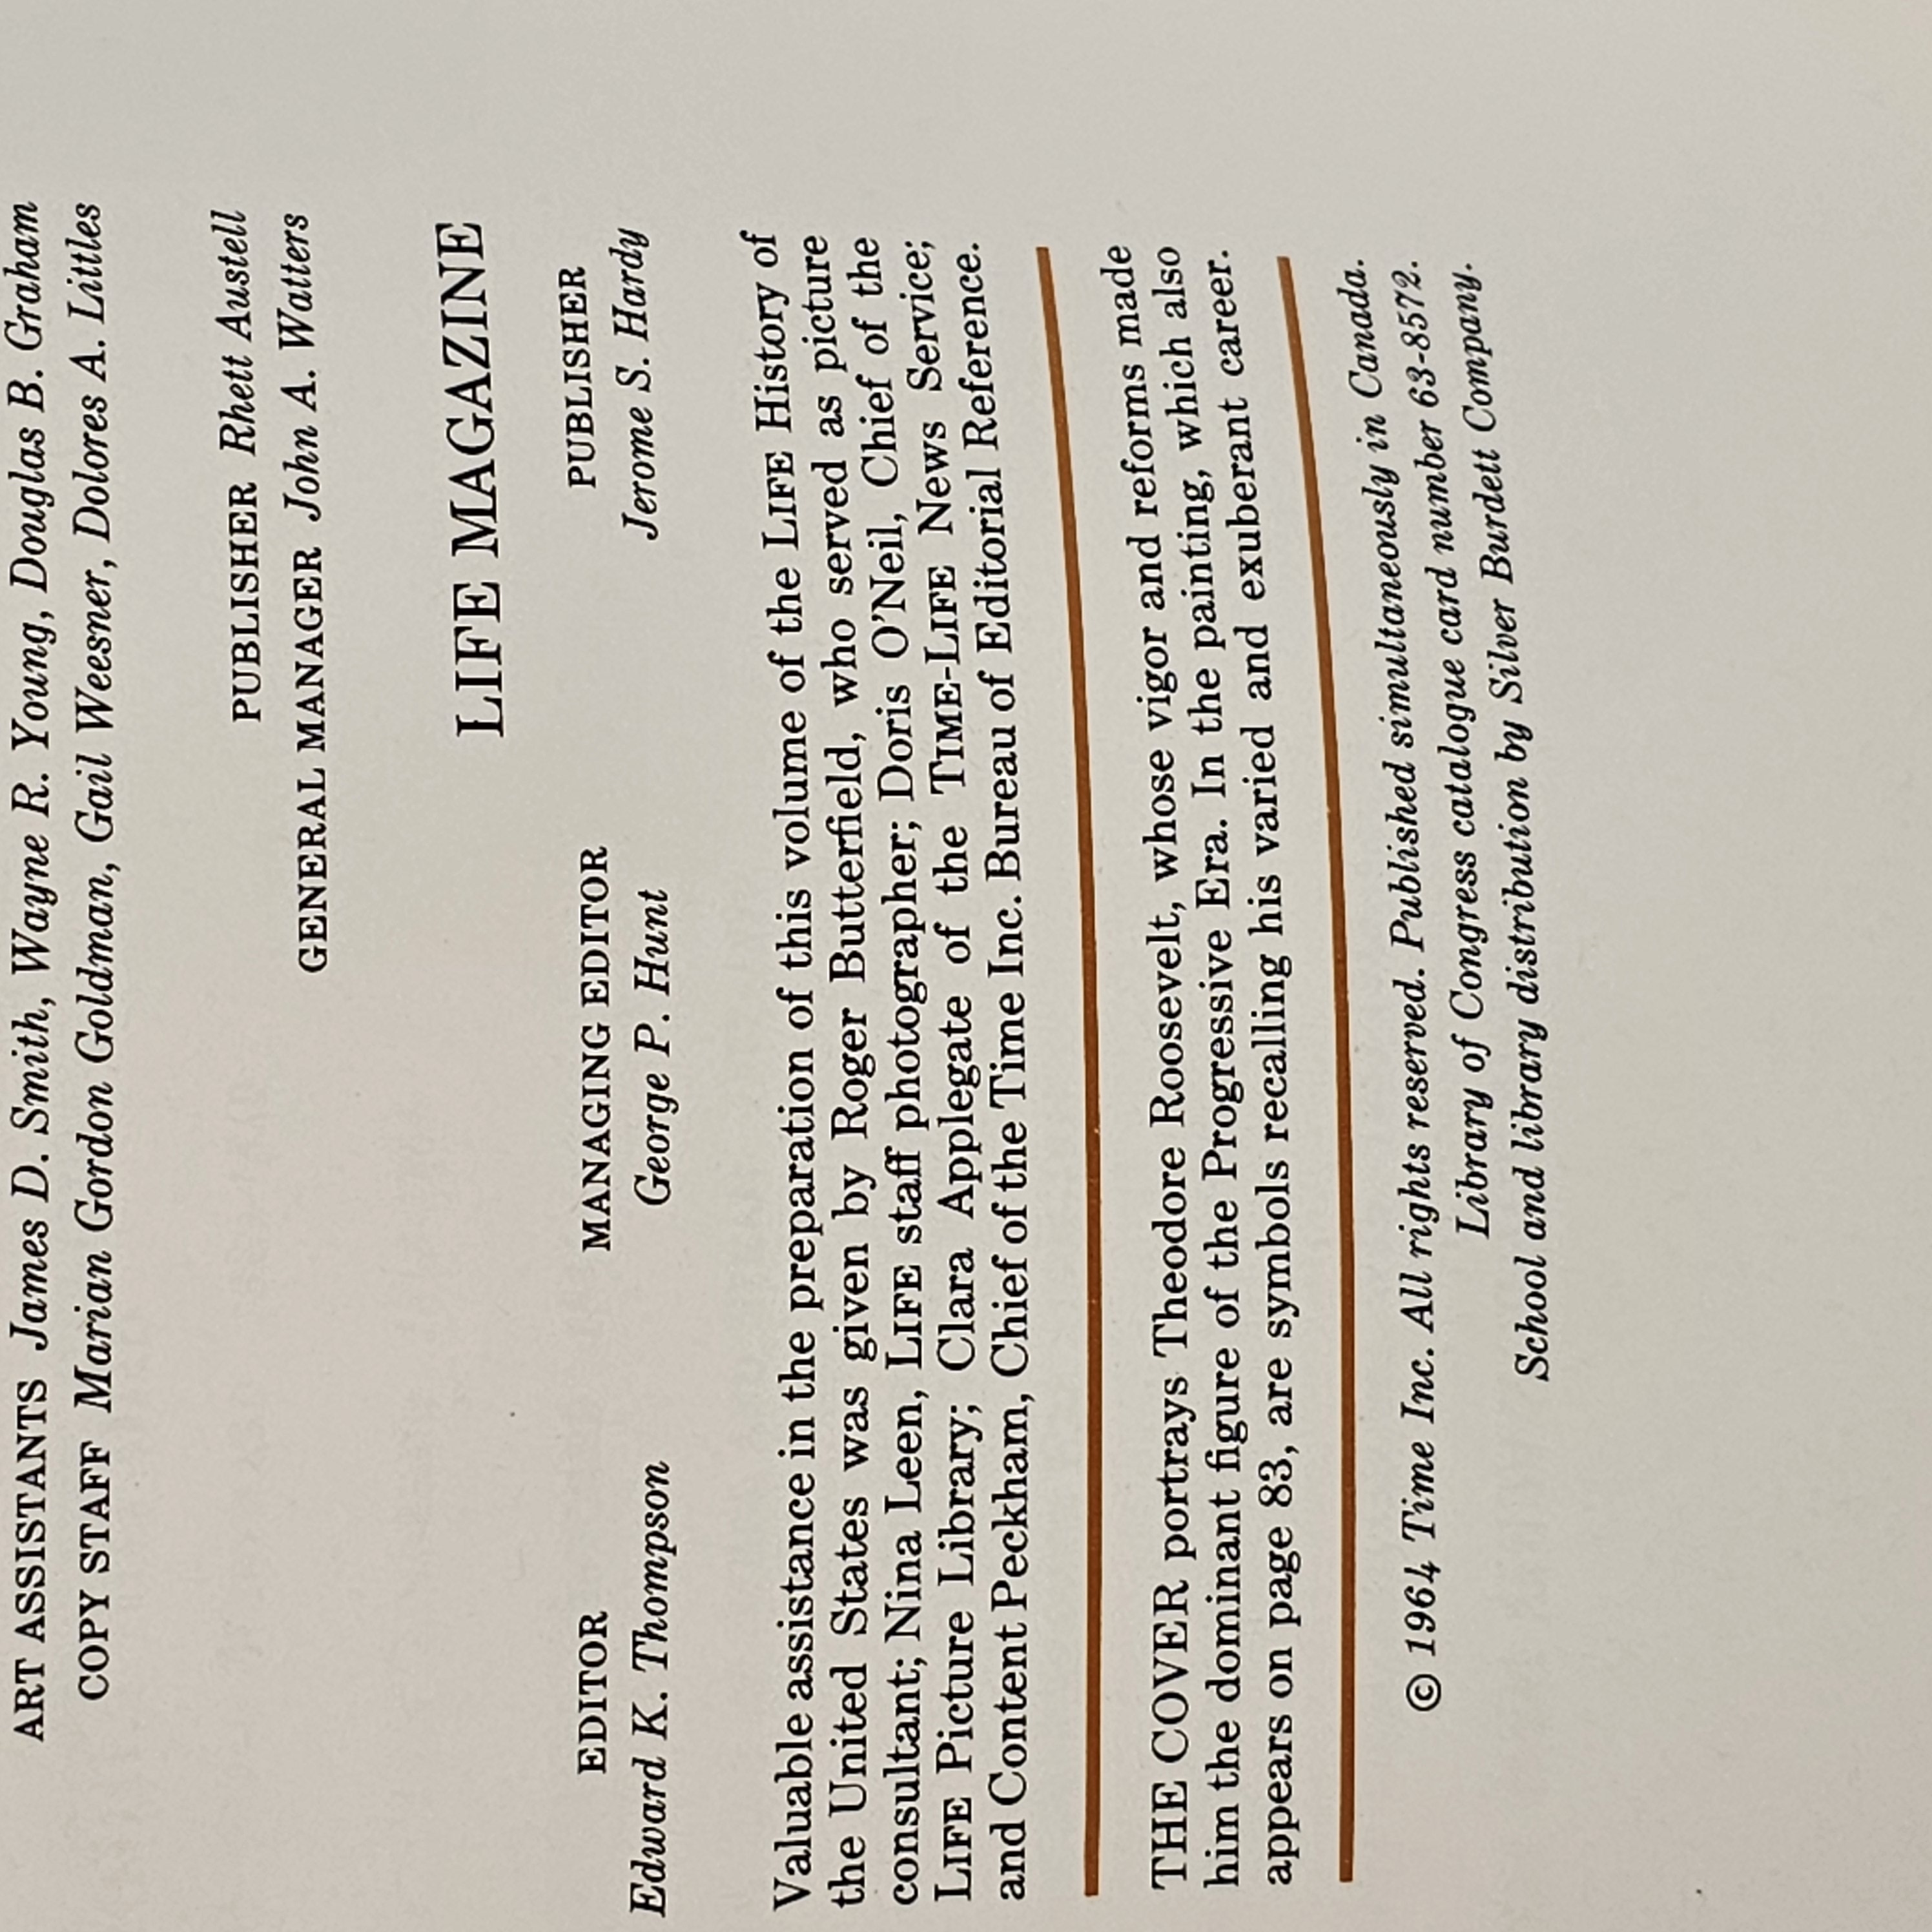 ART ASSISTANTS James D. Smith, Wayne R. Young, Douglas B. Graham
COPY STAFF Marian Gordon Goldman, Gail Weesner, Dolores A. Littles
PUBLISHER Rhett Austell
GENERAL MANAGER John A. Watters
LIFE MAGAZINE
EDITOR MANAGING EDITOR PUBLISHER
Edward K. Thompson George P. Hunt Jerome S. Hardy
Valuable assistance in the preparation of this volume of the LIFE History of
the United States was given by Roger Butterfield, who served as picture
consultant; Nina Leen, LIFE staff photographer; Doris O'Neil, Chief of the
LIFE Picture Library; Clara Applegate of the TIME-LIFE News Service;
and Content Peckham, Chief of the Time Inc. Bureau of Editorial Reference.
THE COVER portrays Theodore Roosevelt, whose vigor and reforms made
him the dominant figure of the Progressive Era. In the painting, which also
appears on page 83, are symbols recalling his varied and exuberant career.
© 1964 Time Inc. All rights reserved. Published simultaneously in Canada.
Library of Congress catalogue card number 63-8572.
School and library distribution by Silver Burdett Company.